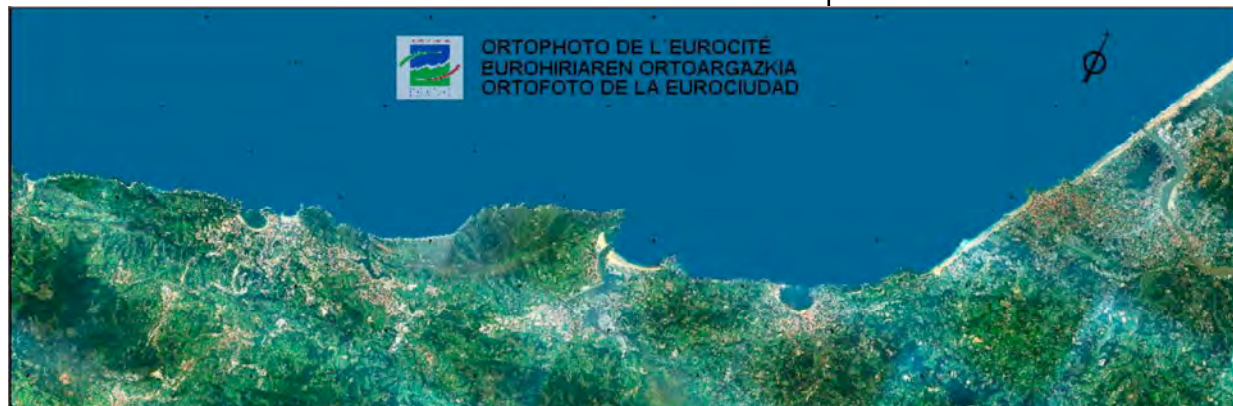 ORTOPHOTO DE L'EUROCITÉ
EUROHIRIAREN ORTOARGAZKIA
ORTOFOTO DE LA EUROCIUDAD